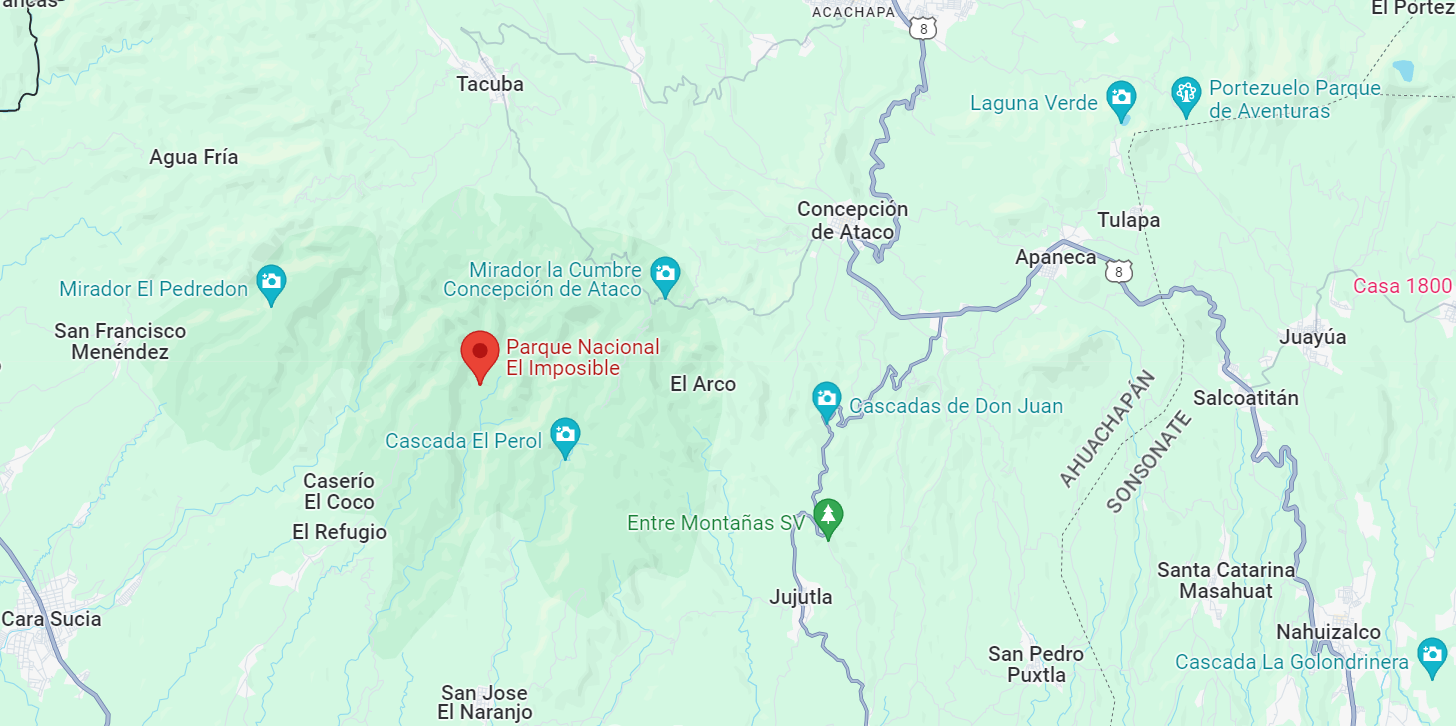 ACACHAPA
8
El Portez
Tacuba
Laguna Verde
Portezuelo Parque
de Aventuras
Agua Fría
Concepción
de Ataco
Tulapa
Apaneca
8
Mirador la Cumbre
Concepción de Ataco
Mirador El Pedredon
Casa 1800
San Francisco
Menéndez
Juayúa
Parque Nacional
El Imposible
El Arco
Salcoatitán
Cascadas de Don Juan
AHUACHAPÁN
SONSONATE
Cascada El Perol
Caserío
El Coco
El Refugio
Entre Montañas SV
Santa Catarina
Masahuat
Jujutla
Cara Sucia
Nahuizalco
San Pedro
Puxtla
Cascada La Golondrinera
San Jose
El Naranjo